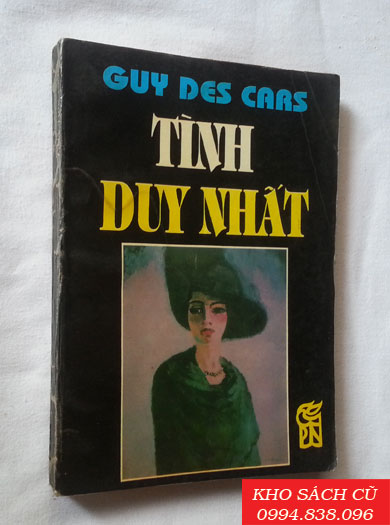 GUY DES CARS
TÌNH
DUY NHẤT
KHO SÁCH CŨ
0994.838.096